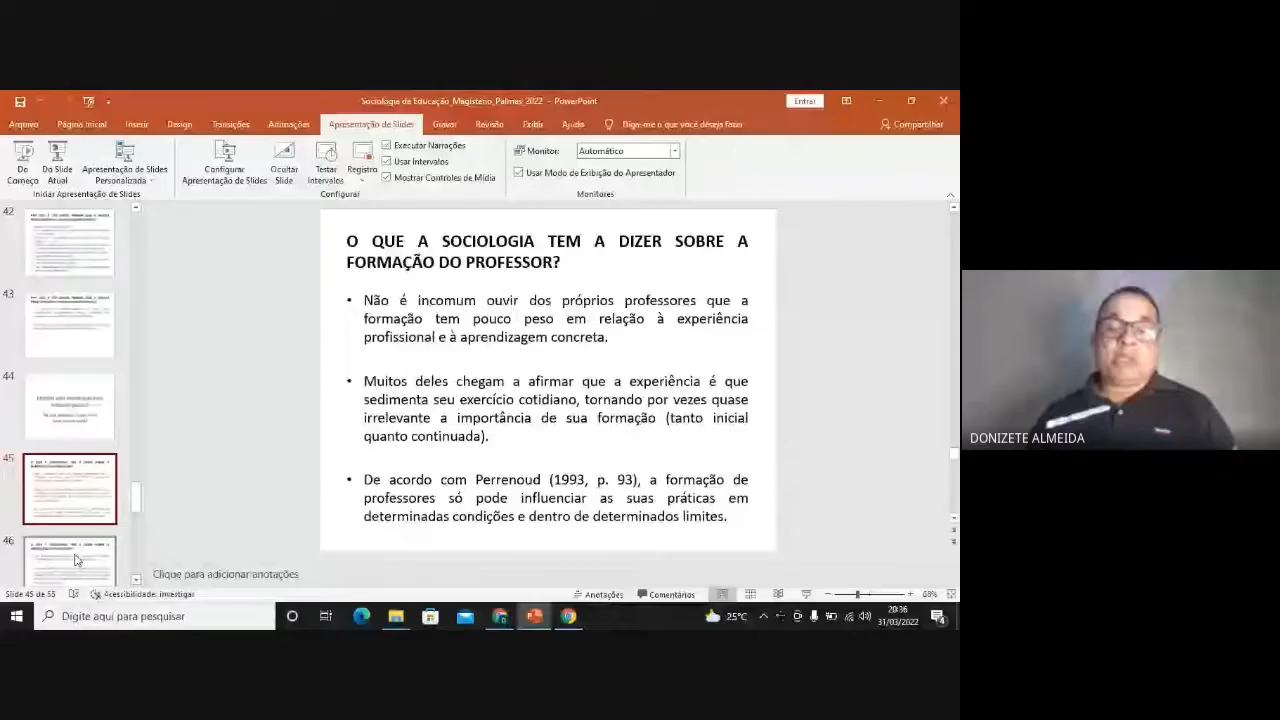 Sociologia da Educação_Magistério_Palmas_2022 - PowerPoint
Entrar
Arquivo
Página Inicial
Inserir
Design
Transições
Animações
Apresentação de Slides
Gravar
Revisão
Exibir
Ajuda
Diga-me o que você deseja fazer
Compartilhar
Do Começo
Do Slide Atual
Apresentação de Slides Personalizada
Configurar Apresentação de Slides
Ocultar Slide
Testar Intervalos
Registro
Executar Narrações
Usar Intervalos
Mostrar Controles de Mídia
Monitor:
Automático
Usar Modo de Exibição do Apresentador
Iniciar Apresentação de Slides
Configurar
Monitores
42
43
44
45
46
O QUE A SOCIOLOGIA TEM A DIZER SOBRE A
FORMAÇÃO DO PROFESSOR?
• Não é incomum ouvir dos próprios professores que a
formação tem pouco peso em relação à experiência
profissional e à aprendizagem concreta.
• Muitos deles chegam a afirmar que a experiência é que
sedimenta seu exercício cotidiano, tornando por vezes quase
irrelevante a importância de sua formação (tanto inicial
quanto continuada).
• De acordo com Perrenoud (1993, p. 93), a formação de
professores só pode influenciar as suas práticas em
determinadas condições e dentro de determinados limites.
DONIZETE ALMEIDA
Clique para adicionar anotações
Slide 45 de 55
Acessibilidade: investigar
Anotações
Comentários
68%
Digite aqui para pesquisar
25°C
20:36
31/03/2022
4